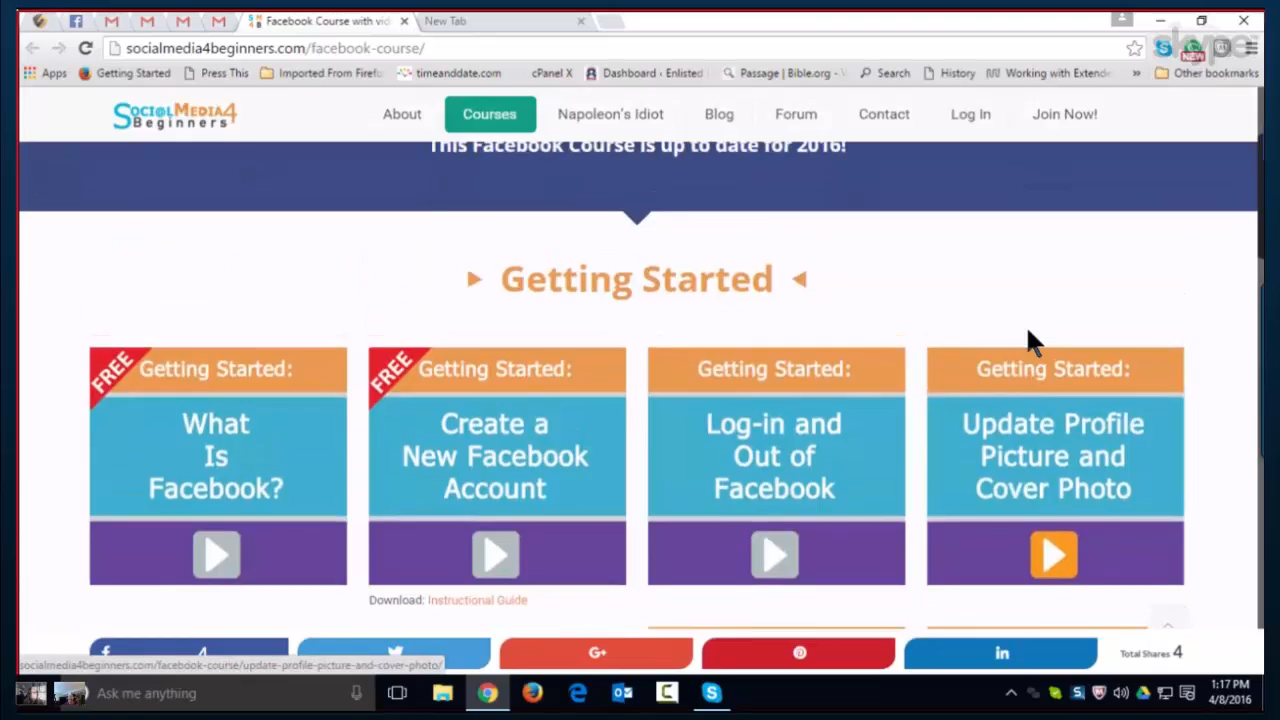 Facebook Course with vid
New Tab
socialmedia4beginners.com/facebook-course/
skype
NEW
Apps
Getting Started
Press This
Imported From Firefo
timeanddate.com
cPanel X
Dashboard ‹ Enlisted
Passage | Bible.org - V
Search
History
Working with Extende
»
Other bookmarks
SocialMedia4
Beginners
About
Courses
Napoleon's Idiot
Blog
Forum
Contact
Log In
Join Now!
This Facebook Course is up to date for 2016!
Getting Started
FREE
Getting Started:
What
Is
Facebook?
FREE
Getting Started:
Create a
New Facebook
Account
Download: Instructional Guide
Getting Started:
Log-in and
Out of
Facebook
Getting Started:
Update Profile
Picture and
Cover Photo
4
G+
in
Total Shares 4
socialmedia4beginners.com/facebook-course/update-profile-picture-and-cover-photo/
Ask me anything
1:17 PM
4/8/2016